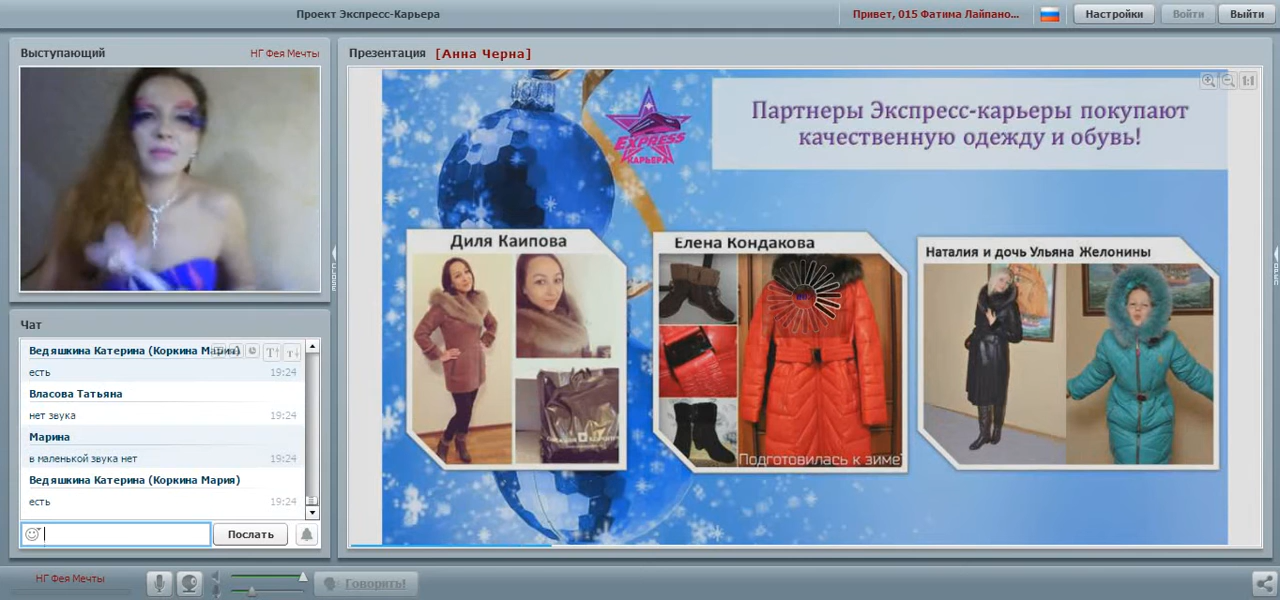 Проект Экспресс-Карьера
Привет, 015 Фатима Лайпано...
Настройки
Войти
Выйти
Выступающий
НГ Фея Мечты
Презентация [Анна Черна]
1:1
EXPRESS
КАРЬЕРА
Партнеры Экспресс-карьеры покупают
качественную одежду и обувь!
Диля Каипова
Елена Кондакова
Подготовилась к зиме
Наталия и дочь Ульяна Желонины
Чат
Ведяшкина Катерина (Коркина Мария)
есть 19:24
Власова Татьяна
нет звука 19:24
Марина
в маленькой звука нет 19:24
Ведяшкина Катерина (Коркина Мария)
есть 19:24
Послать
НГ Фея Мечты
Говорить!